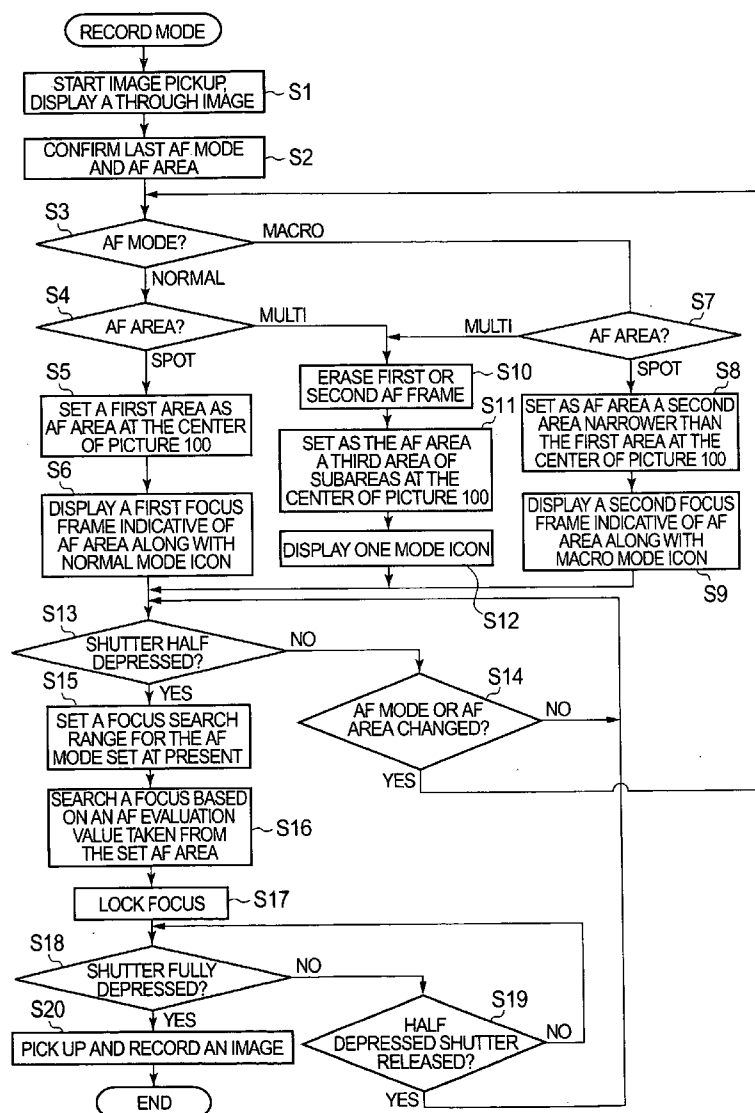 RECORD MODE
START IMAGE PICKUP,
DISPLAY A THROUGH IMAGE
S1
CONFIRM LAST AF MODE
AND AF AREA
S2
S3
AF MODE?
MACRO
NORMAL
S4
AF AREA?
MULTI
SPOT
S7
AF AREA?
MULTI
SPOT
S5
SET A FIRST AREA AS
AF AREA AT THE CENTER
OF PICTURE 100
S6
DISPLAY A FIRST FOCUS
FRAME INDICATIVE OF
AF AREA ALONG WITH
NORMAL MODE ICON
ERASE FIRST OR
SECOND AF FRAME
S10
S11
SET AS THE AF AREA
A THIRD AREA OF
SUBAREAS AT THE
CENTER OF PICTURE 100
DISPLAY ONE MODE ICON
S12
S8
SET AS AF AREA A SECOND
AREA NARROWER THAN
THE FIRST AREA AT THE
CENTER OF PICTURE 100
DISPLAY A SECOND FOCUS
FRAME INDICATIVE OF AF
AREA ALONG WITH
MACRO MODE ICON
S9
S13
SHUTTER HALF
DEPRESSED?
NO
YES
S14
AF MODE OR AF
AREA CHANGED?
NO
YES
S15
SET A FOCUS SEARCH
RANGE FOR THE AF
MODE SET AT PRESENT
SEARCH A FOCUS BASED
ON AN AF EVALUATION
VALUE TAKEN FROM
THE SET AF AREA
S16
LOCK FOCUS
S17
S18
SHUTTER FULLY
DEPRESSED?
NO
YES
S19
HALF
DEPRESSED SHUTTER
RELEASED?
NO
YES
S20
PICK UP AND RECORD AN IMAGE
END